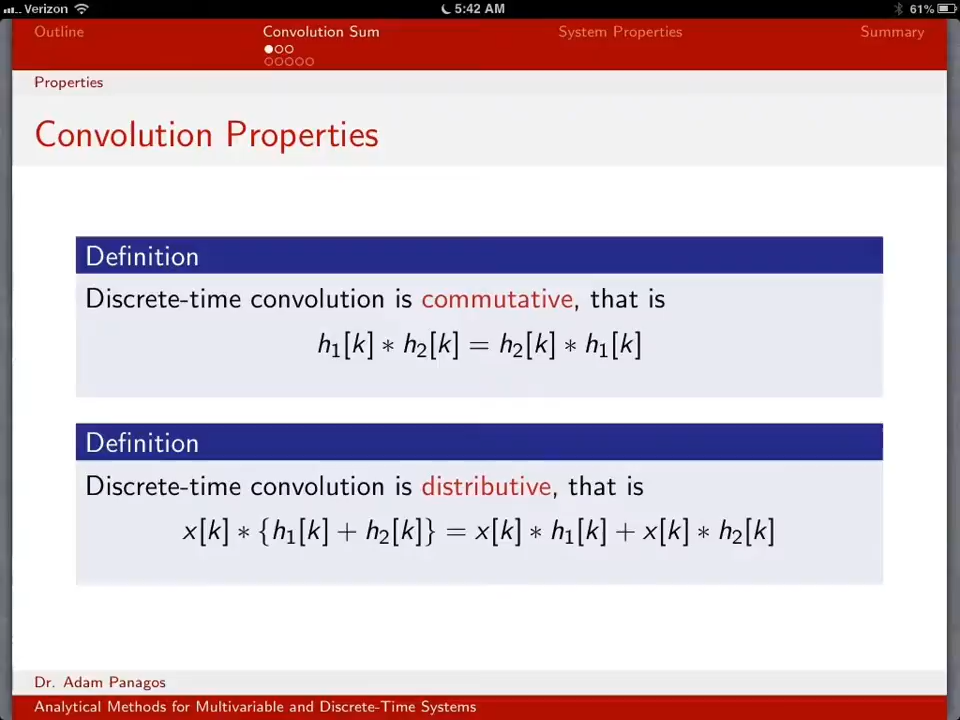 Verizon 5:42 AM 61%
Outline Convolution Sum System Properties Summary
Properties
Convolution Properties
Definition
Discrete-time convolution is commutative, that is
h₁[k] ∗ h₂[k] = h₂[k] ∗ h₁[k]
Definition
Discrete-time convolution is distributive, that is
x[k] ∗ {h₁[k] + h₂[k]} = x[k] ∗ h₁[k] + x[k] ∗ h₂[k]
Dr. Adam Panagos
Analytical Methods for Multivariable and Discrete-Time Systems